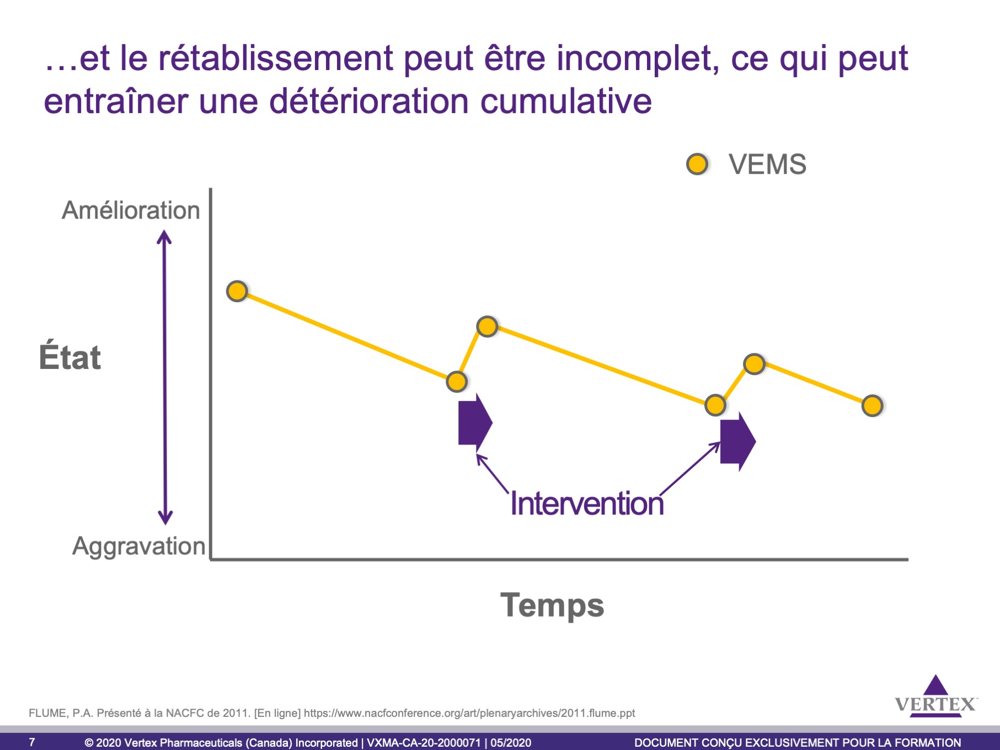 …et le rétablissement peut être incomplet, ce qui peut
entraîner une détérioration cumulative
VEMS
Amélioration
État
Intervention
Aggravation
Temps
VERTEX™
FLUME, P.A. Présenté à la NACFC de 2011. [En ligne] https://www.nacfconference.org/art/plenaryarchives/2011.flume.ppt
7 © 2020 Vertex Pharmaceuticals (Canada) Incorporated | VXMA-CA-20-2000071 | 05/2020 DOCUMENT CONÇU EXCLUSIVEMENT POUR LA FORMATION